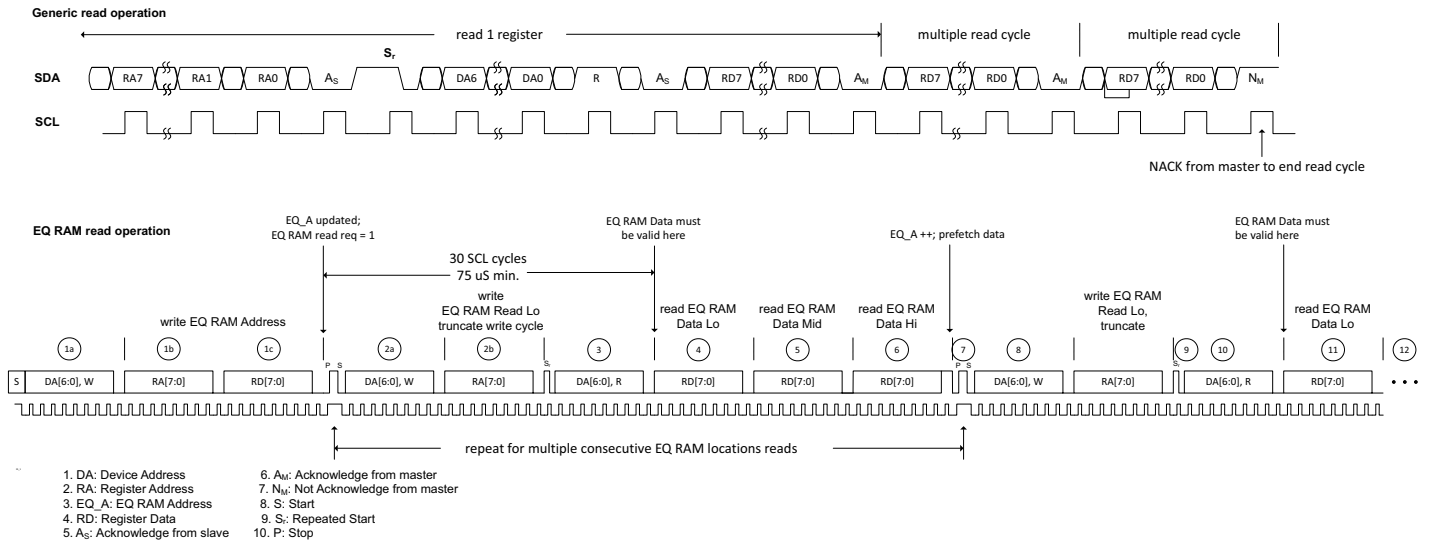 Generic read operation
read 1 register
multiple read cycle
multiple read cycle
Sr
SDA
RA7
RA1
RA0
AS
DA6
DA0
R
AS
RD7
RD0
AM
RD7
RD0
AM
RD7
RD0
NM
SCL
NACK from master to end read cycle
EQ RAM read operation
EQ_A updated;
EQ RAM read req = 1
EQ RAM Data must
be valid here
EQ_A ++; prefetch data
EQ RAM Data must
be valid here
30 SCL cycles
75 uS min.
write EQ RAM Address
write
EQ RAM Read Lo
truncate write cycle
read EQ RAM
Data Lo
read EQ RAM
Data Mid
read EQ RAM
Data Hi
write EQ RAM
Read Lo,
truncate
read EQ RAM
Data Lo
1a
1b
1c
2a
2b
3
4
5
6
7
8
9
10
11
12
P S
Sr
P S
Sr
S
DA[6:0], W
RA[7:0]
RD[7:0]
DA[6:0], W
RA[7:0]
DA[6:0], R
RD[7:0]
RD[7:0]
RD[7:0]
DA[6:0], W
RA[7:0]
DA[6:0], R
RD[7:0]
• • •
repeat for multiple consecutive EQ RAM locations reads
1. DA: Device Address
2. RA: Register Address
3. EQ_A: EQ RAM Address
4. RD: Register Data
5. AS: Acknowledge from slave
6. AM: Acknowledge from master
7. NM: Not Acknowledge from master
8. S: Start
9. Sr: Repeated Start
10. P: Stop